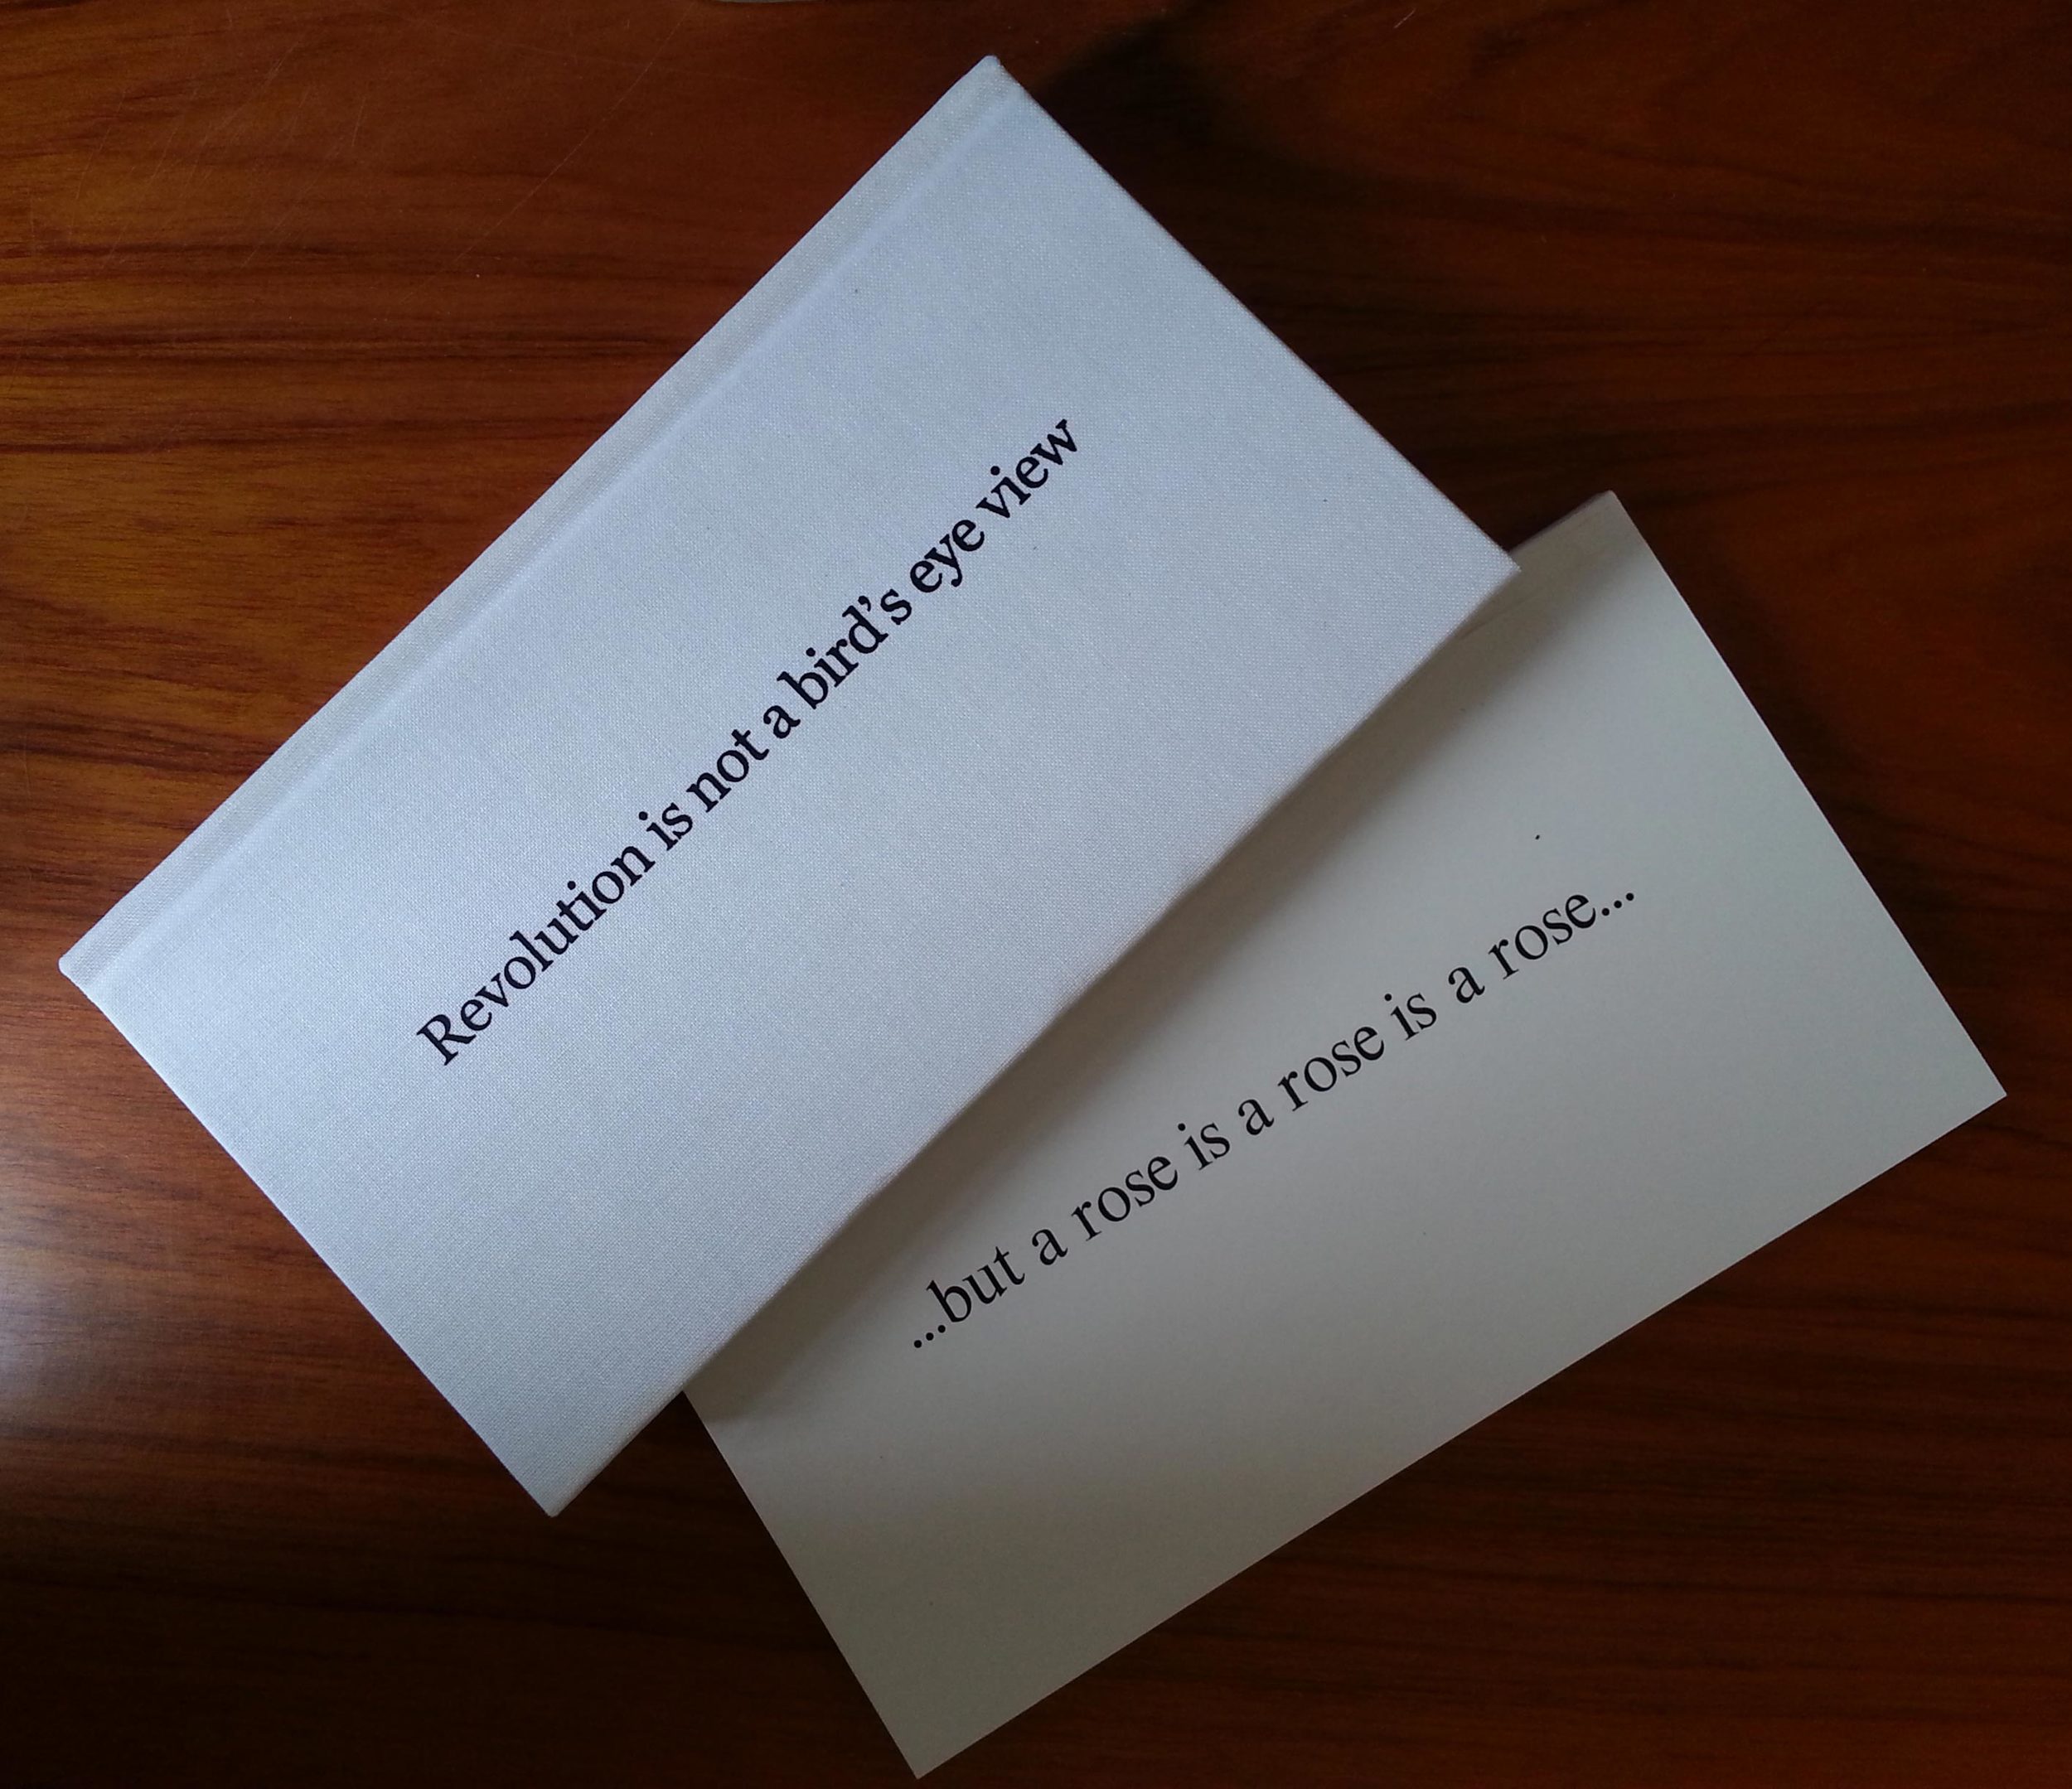 Revolution is not a bird’s eye view
...but a rose is a rose is a rose...